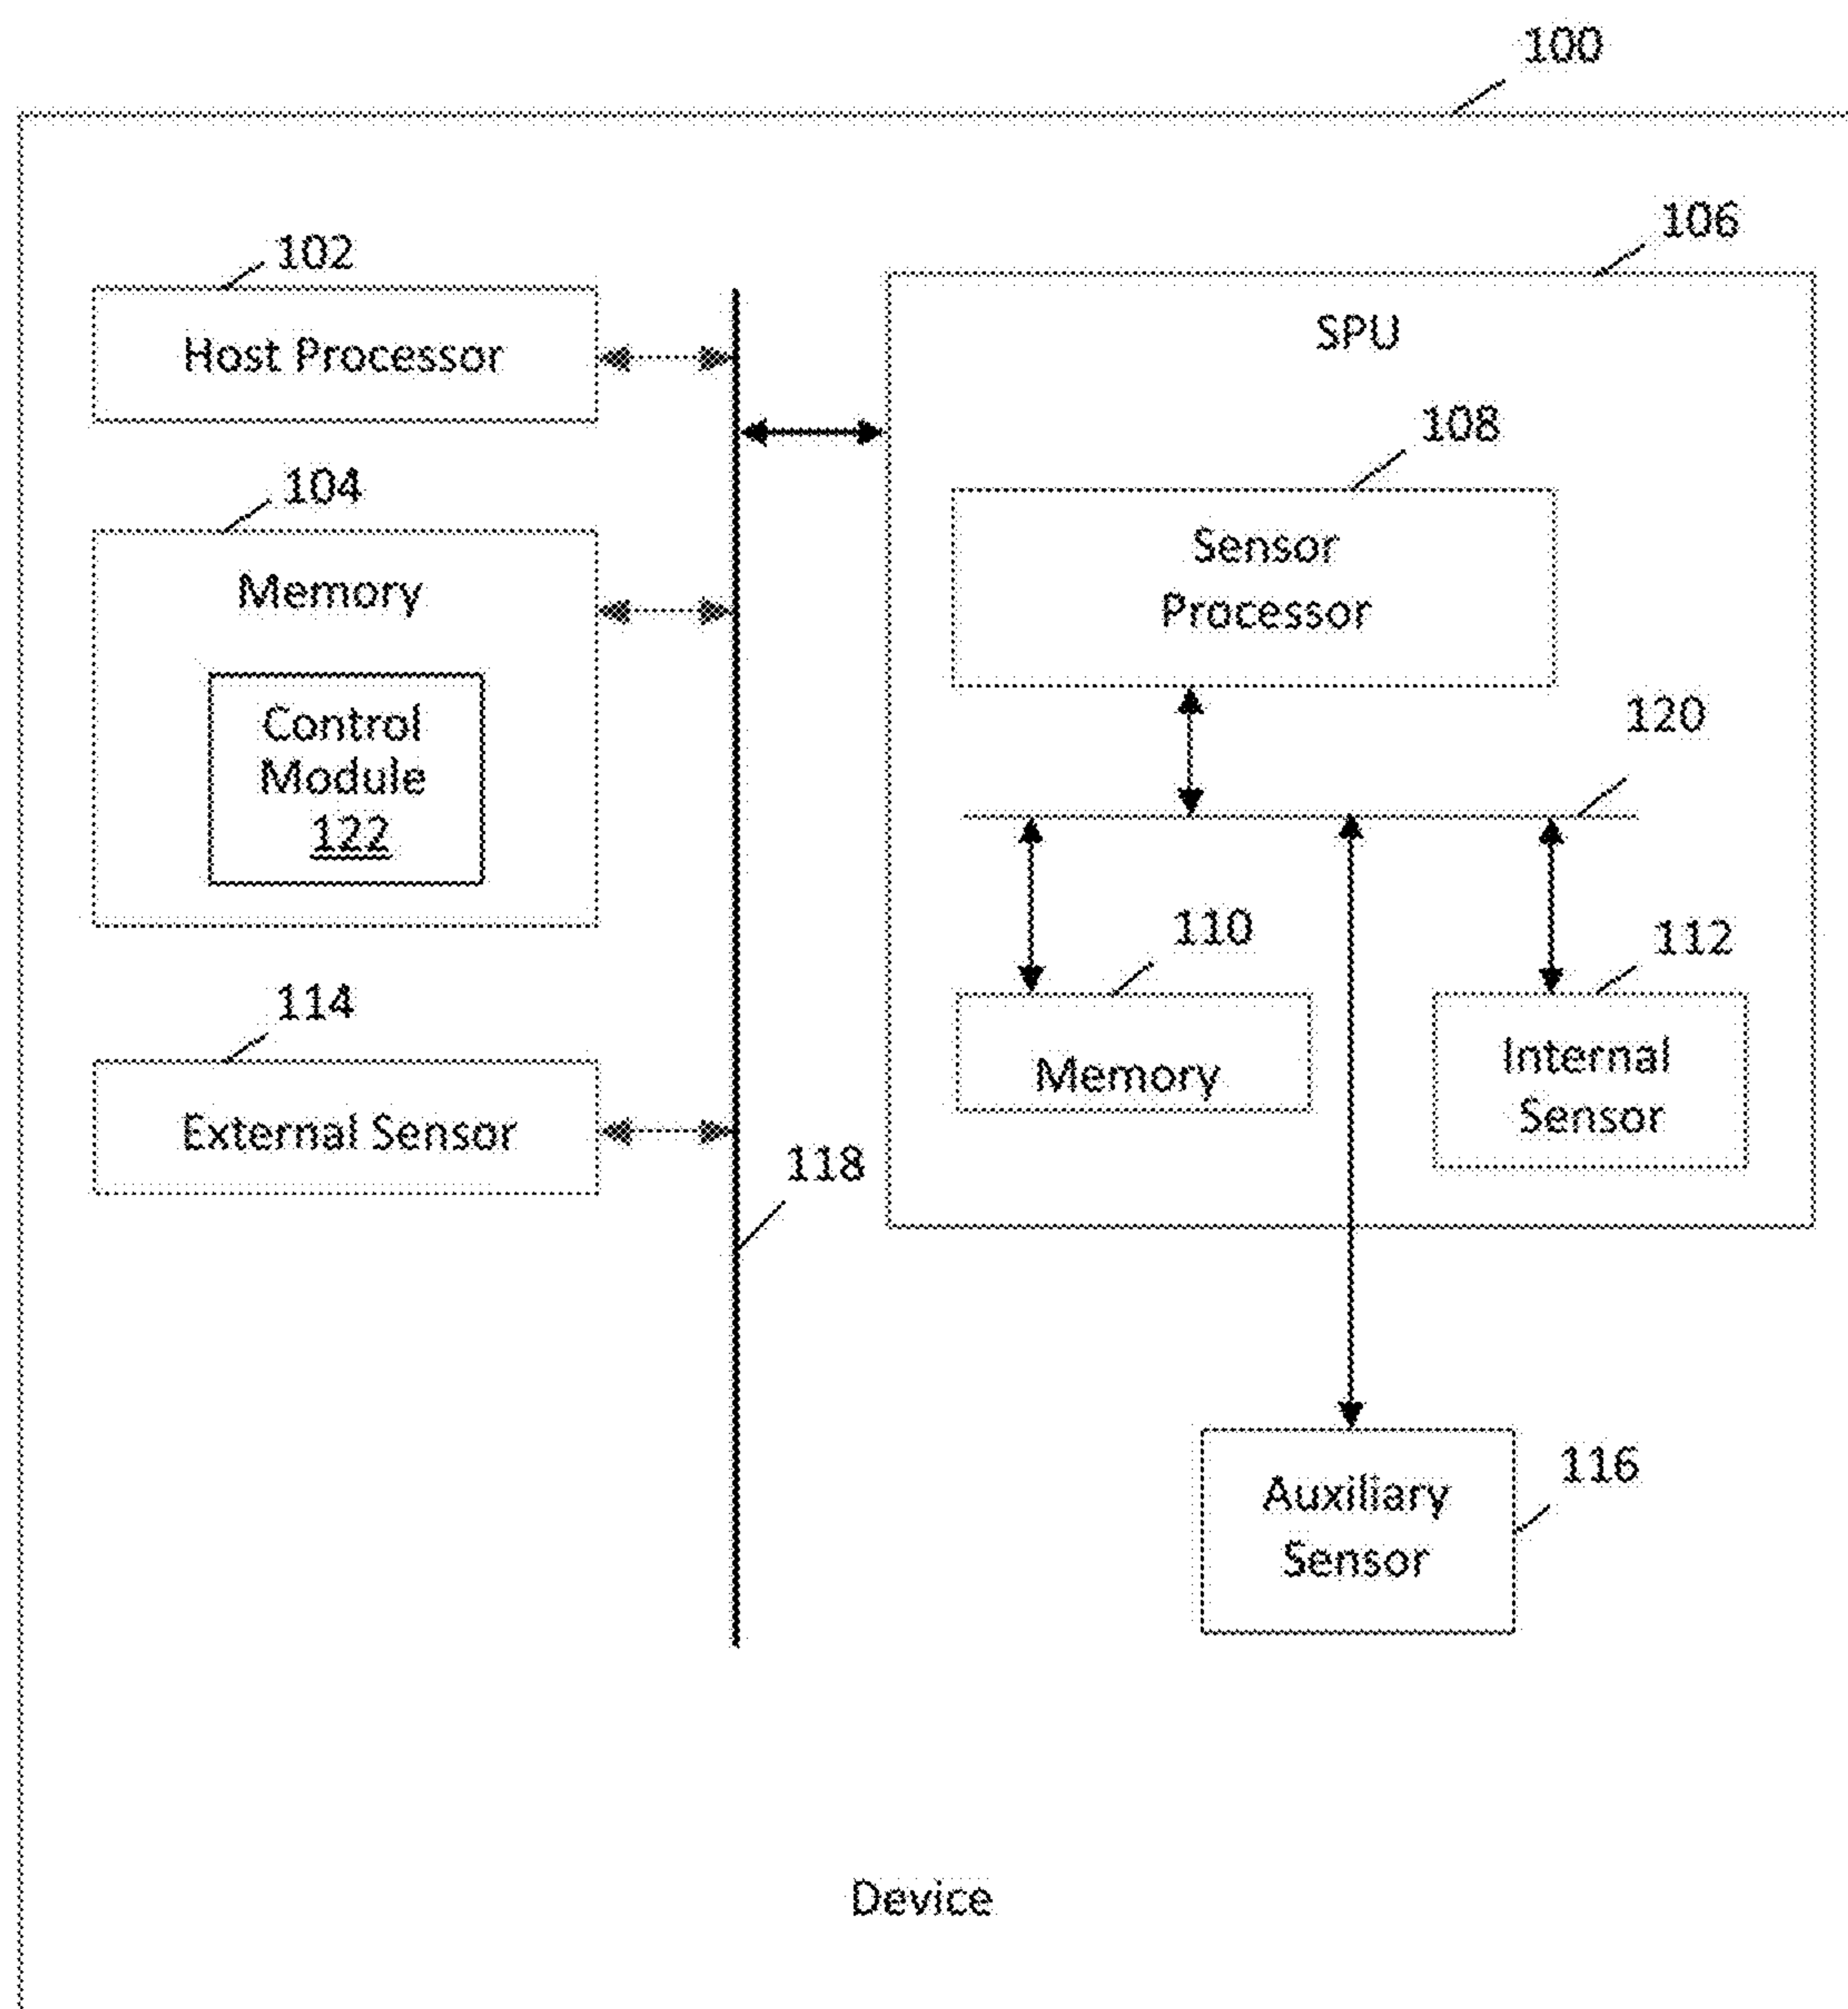 100
106
102
Host Processor
SPU
108
104
Sensor
Processor
Memory
Control
Module
122
120
110
112
114
Memory
Internal
Sensor
External Sensor
118
116
Auxiliary
Sensor
Device